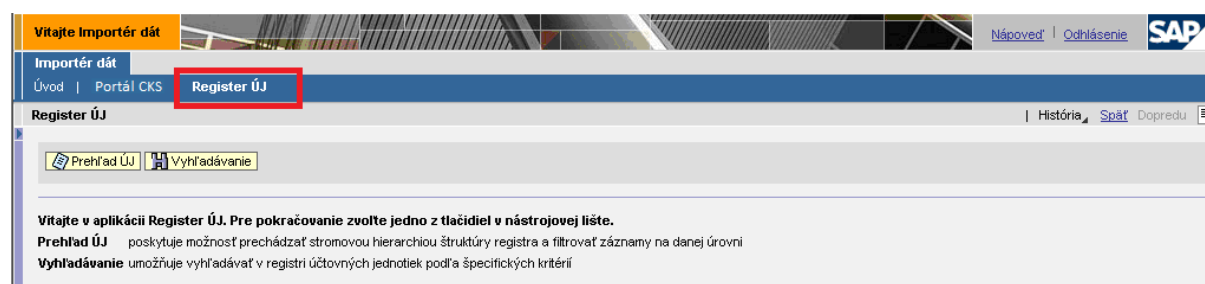 Vitajte Importér dát Nápoveď Odhlásenie SAP
Importér dát
Úvod | Portál CKS Register ÚJ
Register ÚJ | História Späť Dopredu
Prehľad ÚJ Vyhľadávanie
Vitajte v aplikácii Register ÚJ. Pre pokračovanie zvoľte jedno z tlačidiel v nástrojovej lište.
Prehľad ÚJ poskytuje možnosť prechádzať stromovou hierarchiou štruktúry registra a filtrovať záznamy na danej úrovni
Vyhľadávanie umožňuje vyhľadávať v registri účtovných jednotiek podľa špecifických kritérií